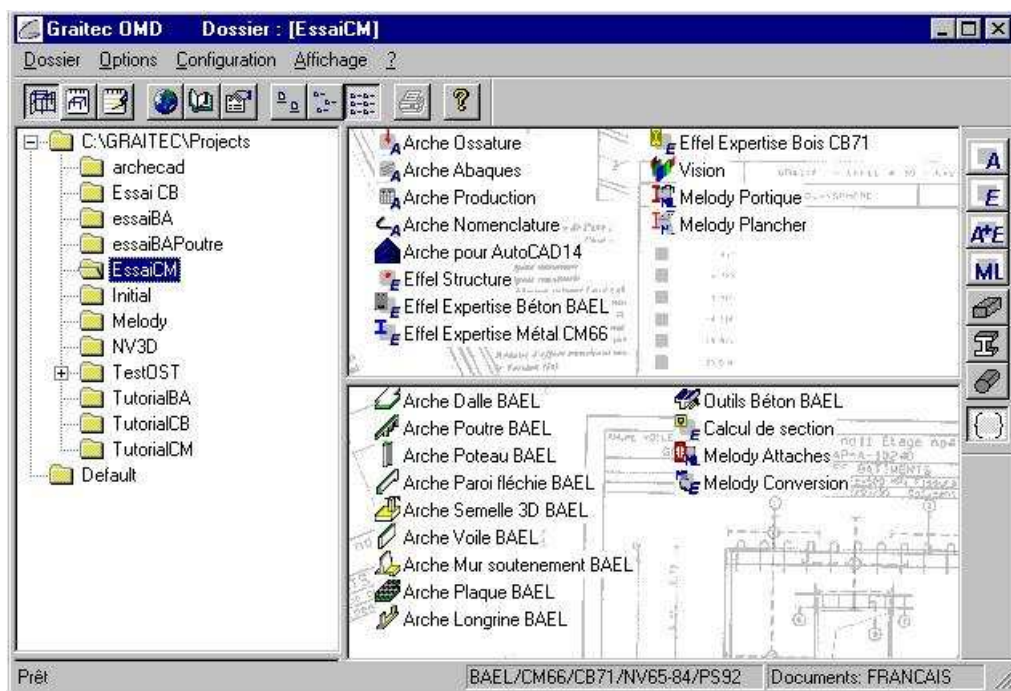 Graitec OMD Dossier : [EssaiCM]
Dossier Options Configuration Affichage ?
C:\GRAITEC\Projects
archecad
Essai CB
essaiBA
essaiBAPoutre
EssaiCM
Initial
Melody
NV3D
TestOST
TutorialBA
TutorialCB
TutorialCM
Default
Arche Ossature
Arche Abaques
Arche Production
Arche Nomenclature
Arche pour AutoCAD14
Effel Structure
Effel Expertise Béton BAEL
Effel Expertise Métal CM66
Effel Expertise Bois CB71
Vision
Melody Portique
Melody Plancher
A
E
A+E
ML
Arche Dalle BAEL
Arche Poutre BAEL
Arche Poteau BAEL
Arche Paroi fléchie BAEL
Arche Semelle 3D BAEL
Arche Voile BAEL
Arche Mur soutenement BAEL
Arche Plaque BAEL
Arche Longrine BAEL
Outils Béton BAEL
Calcul de section
Melody Attaches
Melody Conversion
Prêt
BAEL/CM66/CB71/NV65-84/PS92
Documents: FRANCAIS